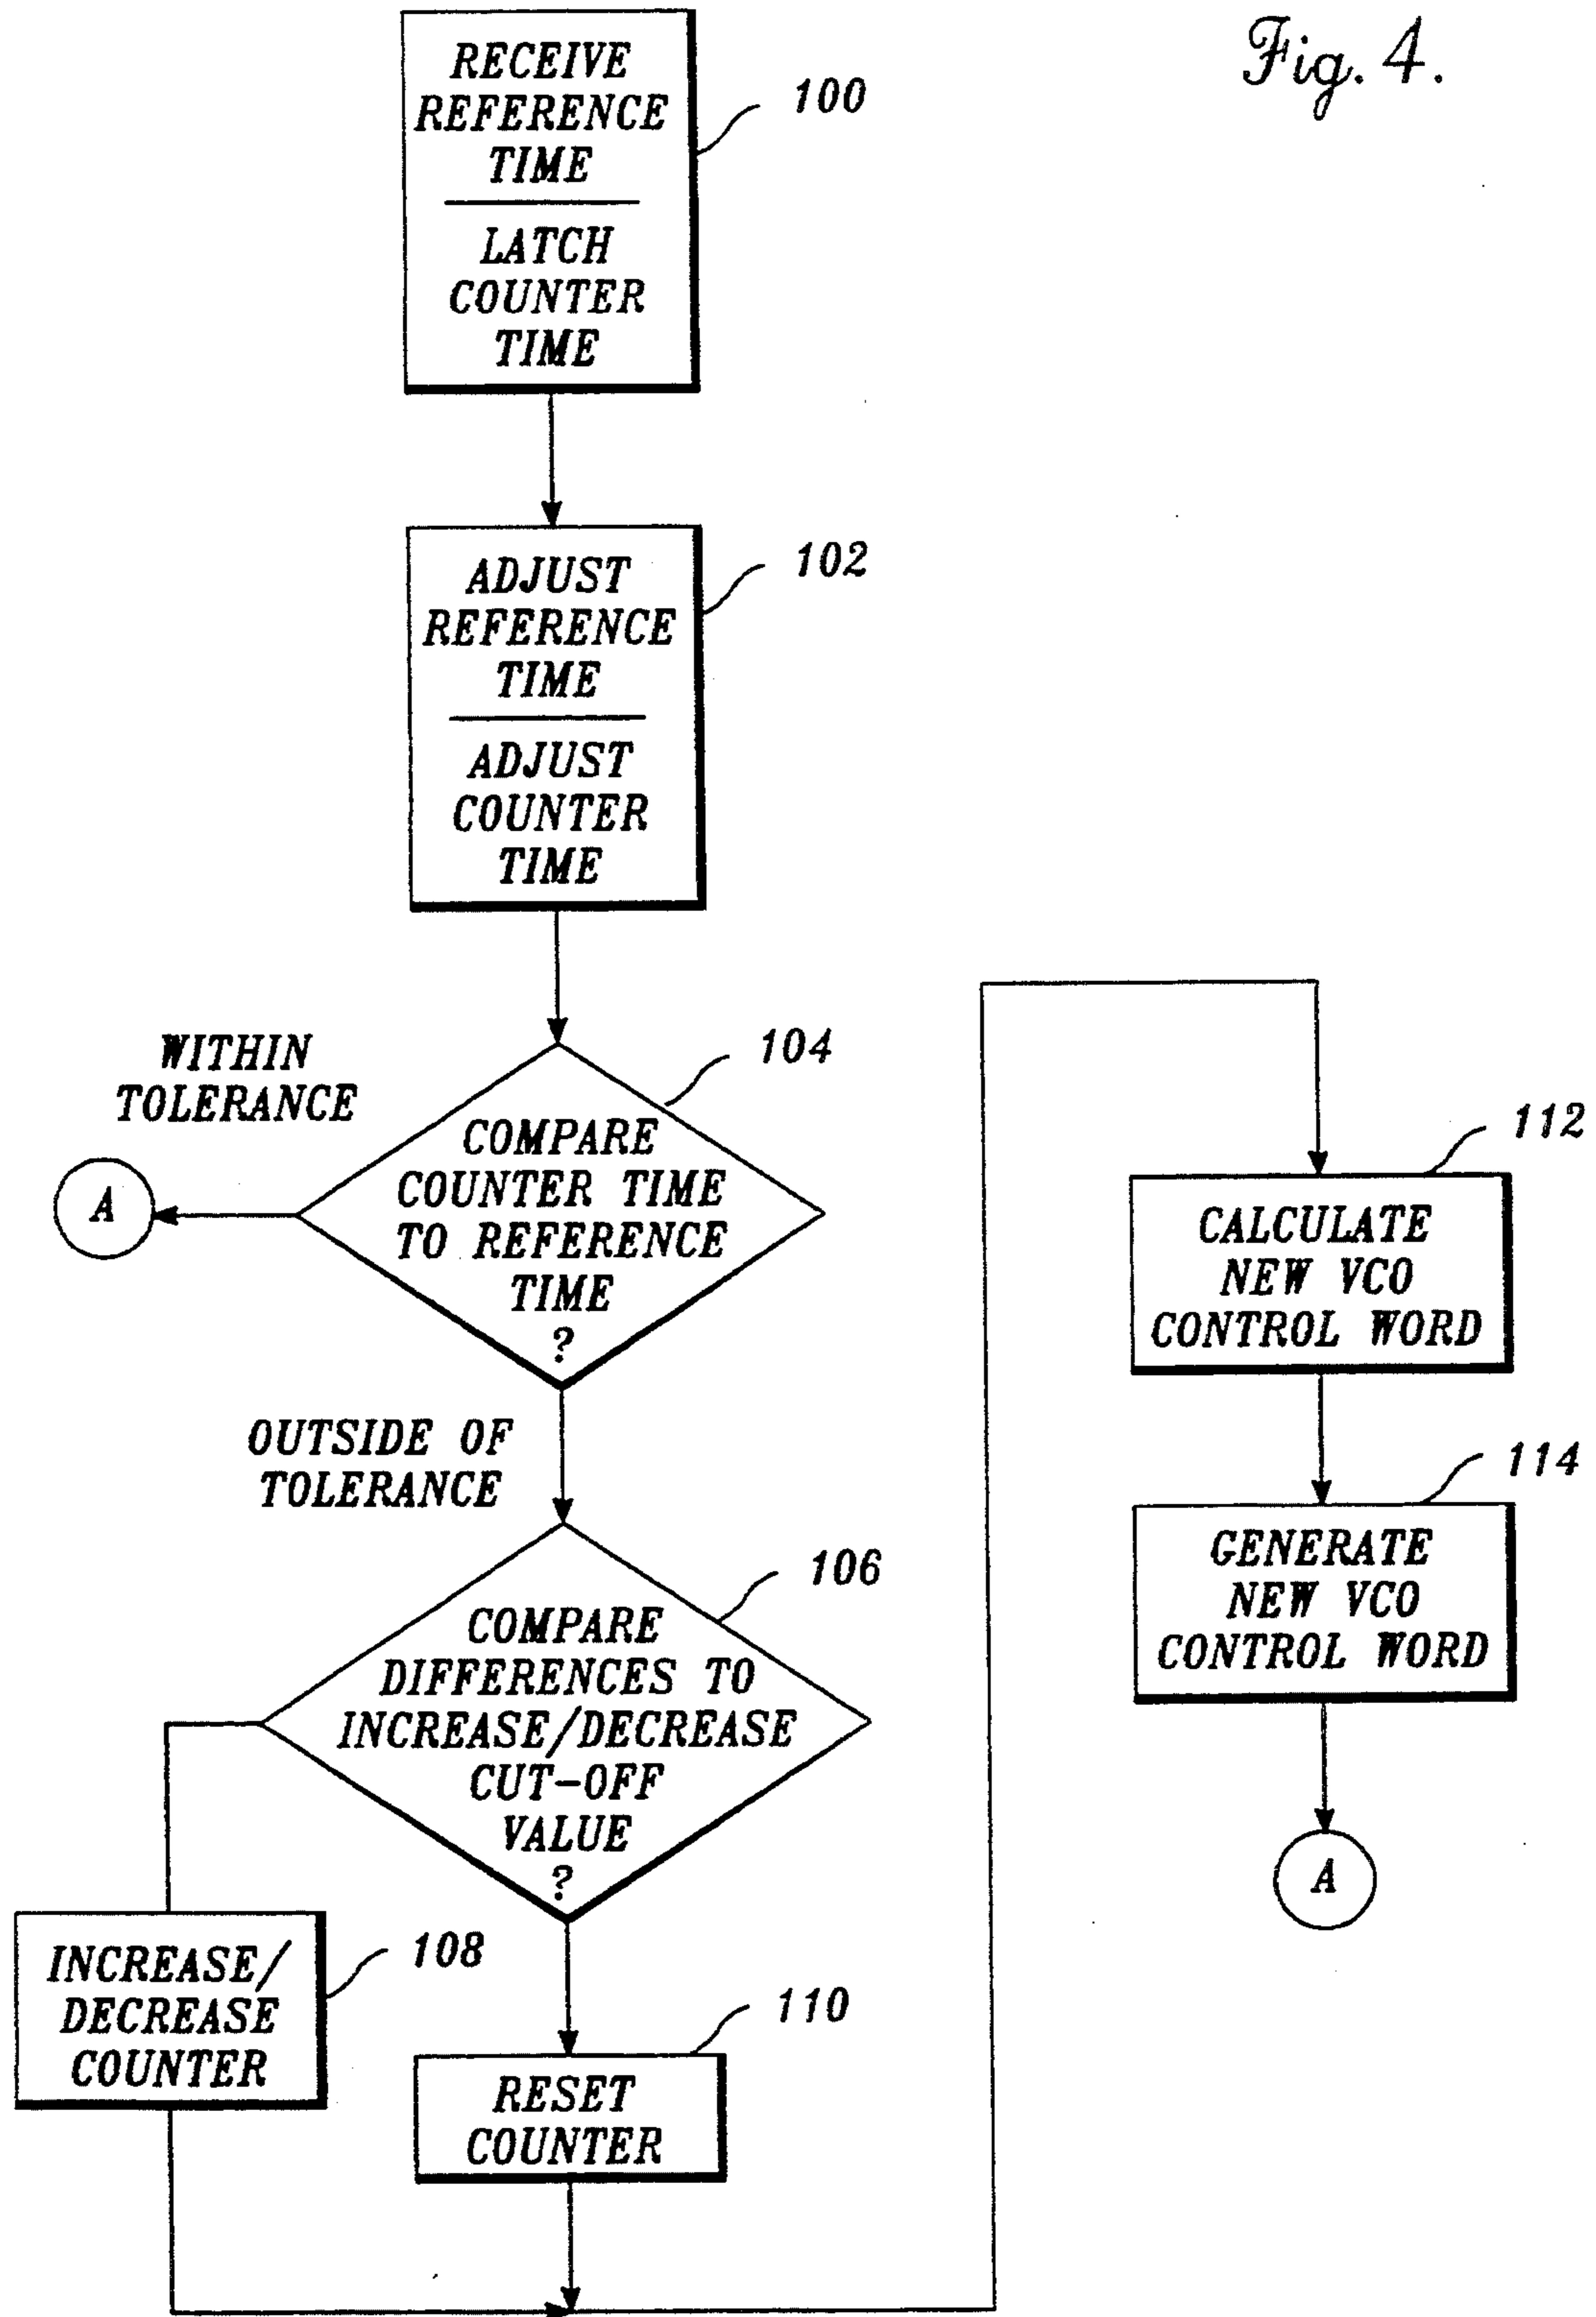 Fig. 4.
RECEIVE
REFERENCE
TIME
LATCH
COUNTER
TIME
100
ADJUST
REFERENCE
TIME
ADJUST
COUNTER
TIME
102
WITHIN
TOLERANCE
A
104
COMPARE
COUNTER TIME
TO REFERENCE
TIME
?
OUTSIDE OF
TOLERANCE
106
COMPARE
DIFFERENCES TO
INCREASE/DECREASE
CUT-OFF
VALUE
?
INCREASE/
DECREASE
COUNTER
108
110
RESET
COUNTER
112
CALCULATE
NEW VCO
CONTROL WORD
114
GENERATE
NEW VCO
CONTROL WORD
A